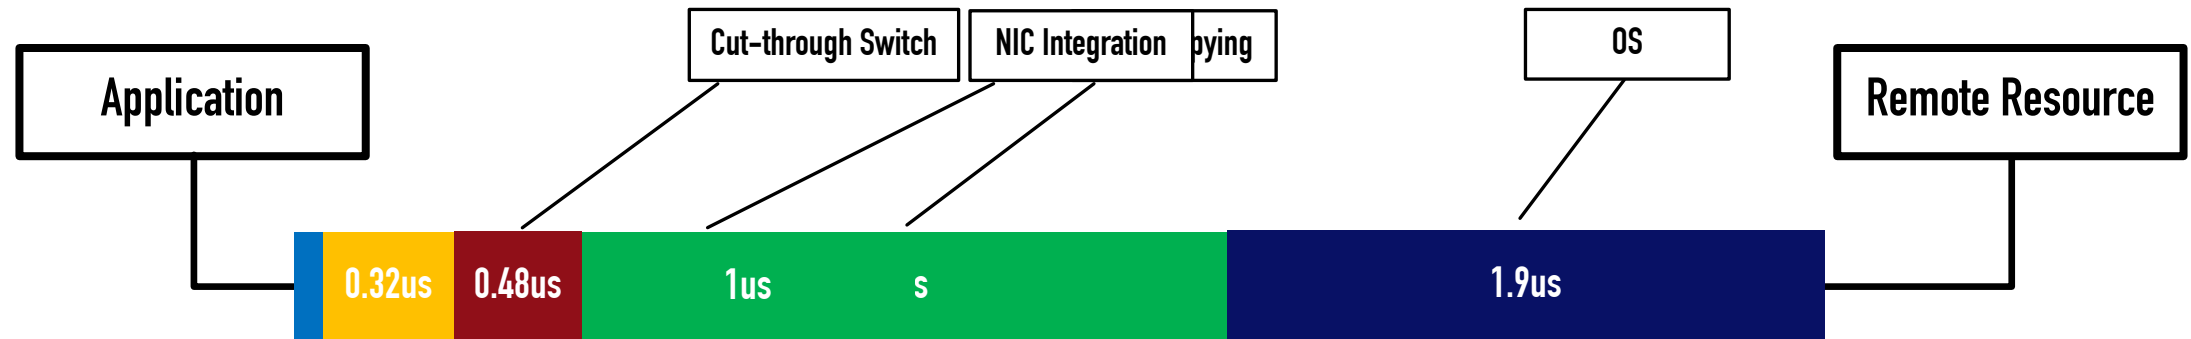 Cut-through Switch
NIC Integration
pying
OS
Application
Remote Resource
0.32us
0.48us
1us
s
1.9us